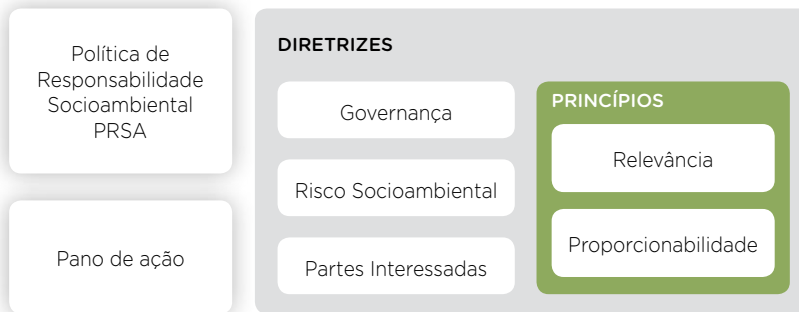 Política de
Responsabilidade
Socioambiental
PRSA
Pano de ação
DIRETRIZES
Governança
Risco Socioambiental
Partes Interessadas
PRINCÍPIOS
Relevância
Proporcionabilidade